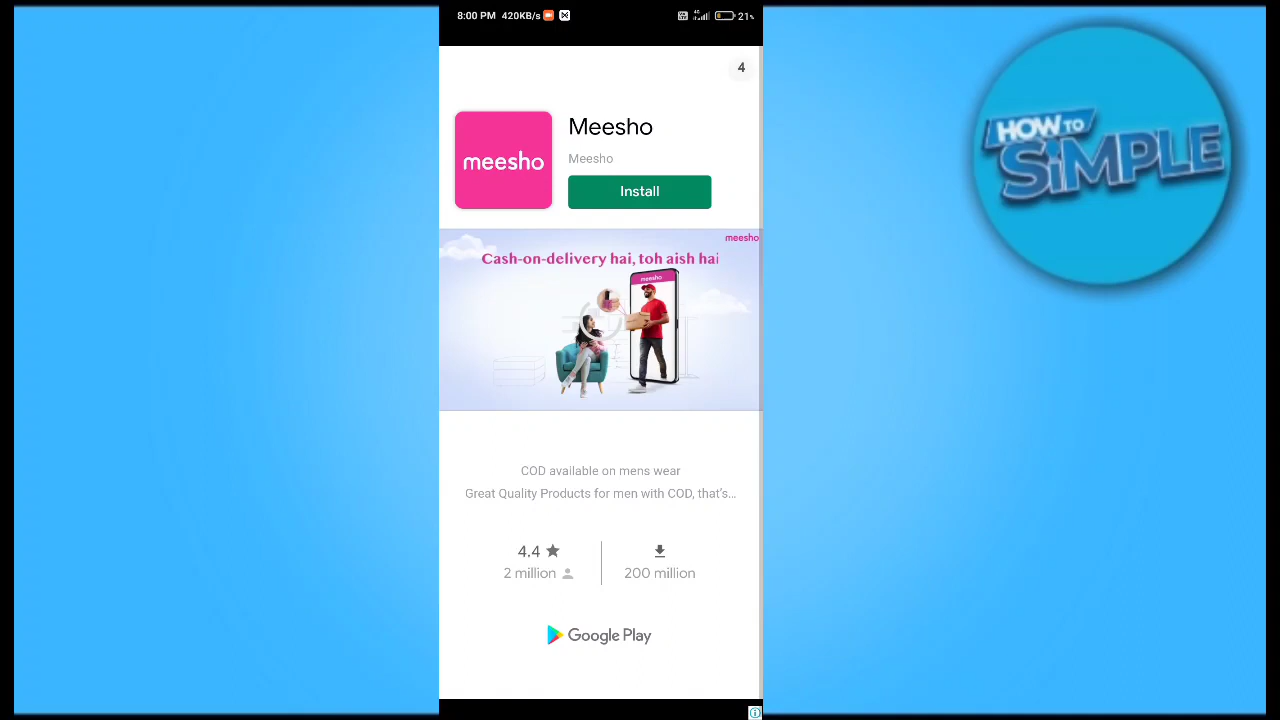 8:00 PM 420KB/s 4G 21%
4
HOW TO
SiMPLE
meesho
Meesho
Meesho
Install
meesho
Cash-on-delivery hai, toh aish hai
meesho
COD available on mens wear
Great Quality Products for men with COD, that's...
4.4
2 million
200 million
Google Play